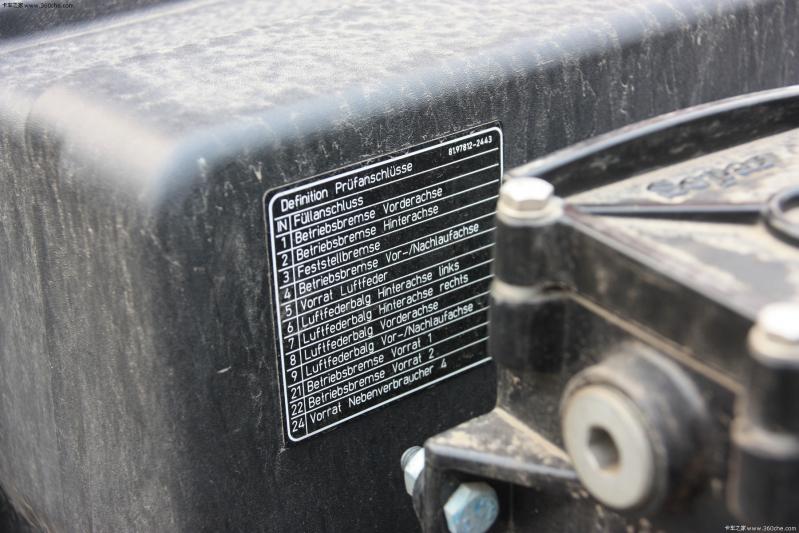 卡车之家 www.360che.com
Definition Prüfanschlüsse 81.97812-2443
IN Füllanschluss
1 Betriebsbremse Vorderachse
2 Betriebsbremse Hinterachse
3 Feststellbremse
4 Betriebsbremse Vor-/Nachlaufachse
5 Vorrat Luftfeder
6 Luftfederbalg Hinterachse links
7 Luftfederbalg Hinterachse rechts
8 Luftfederbalg Vorderachse
9 Luftfederbalg Vor-/Nachlaufachse
21 Betriebsbremse Vorrat 1
22 Betriebsbremse Vorrat 2
24 Vorrat Nebenverbraucher 4
卡车之家 www.360che.com